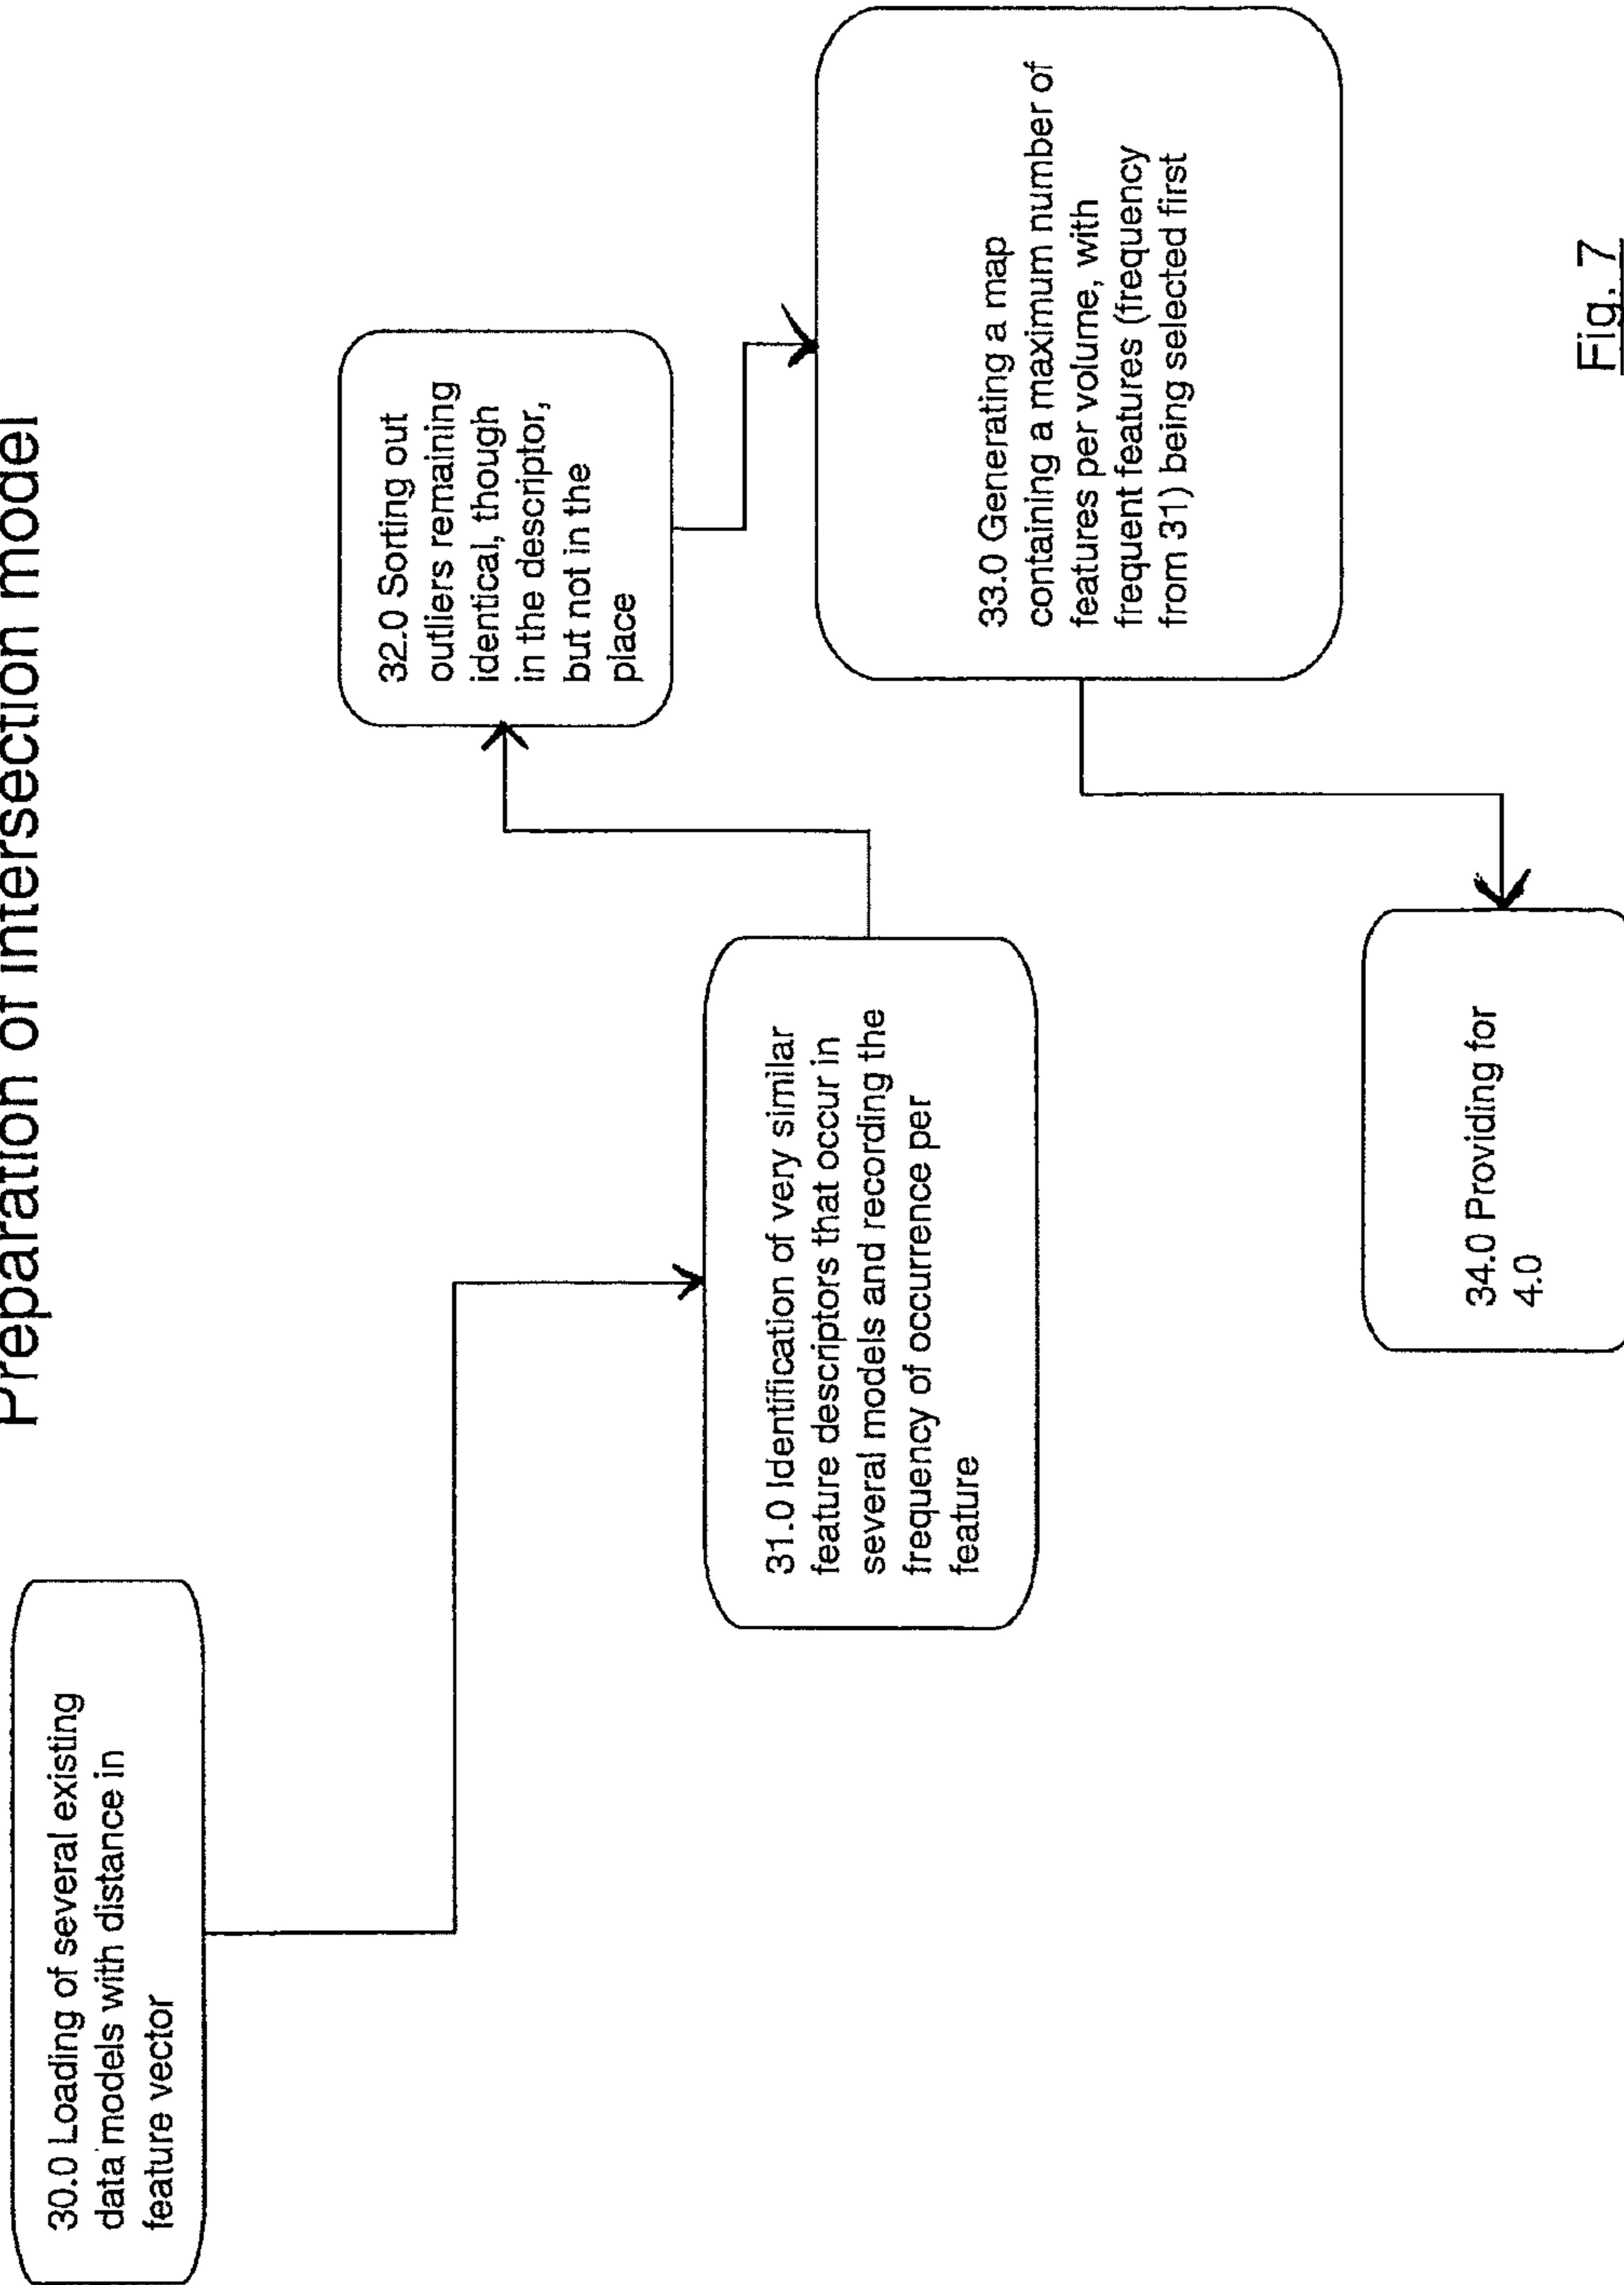 Preparation of intersection model
30.0 Loading of several existing
data models with distance in
feature vector
31.0 Identification of very similar
feature descriptors that occur in
several models and recording the
frequency of occurrence per
feature
32.0 Sorting out
outliers remaining
identical, though
in the descriptor,
but not in the
place
33.0 Generating a map
containing a maximum number of
features per volume, with
frequent features (frequency
from 31) being selected first
34.0 Providing for
4.0
Fig. 7